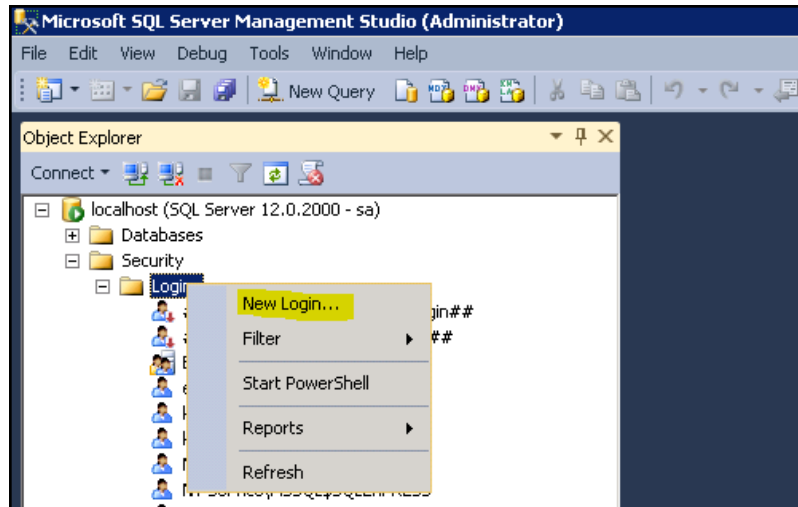 Microsoft SQL Server Management Studio (Administrator)
File Edit View Debug Tools Window Help
New Query
Object Explorer
Connect
localhost (SQL Server 12.0.2000 - sa)
Databases
Security
New Login...
gin##
Filter
##
Start PowerShell
Reports
Refresh